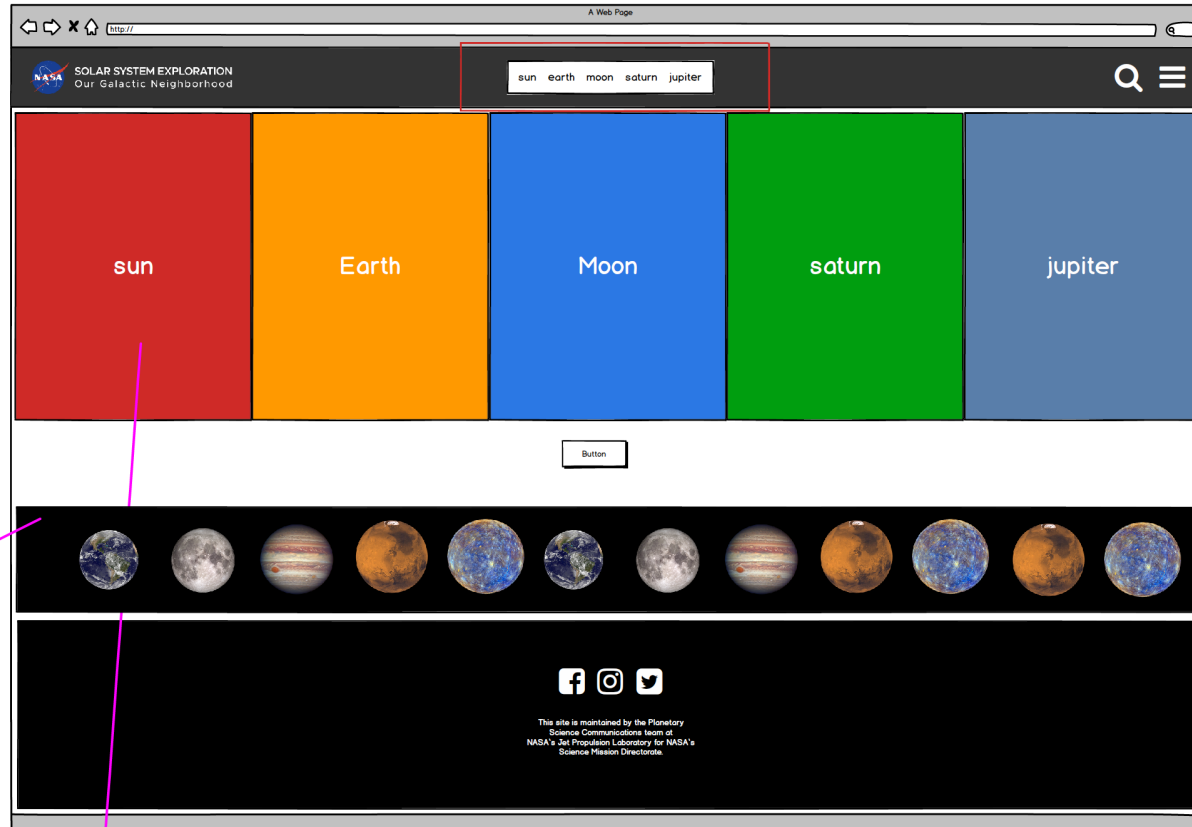 A Web Page
http://
NASA
SOLAR SYSTEM EXPLORATION
Our Galactic Neighborhood
sun earth moon saturn jupiter
sun
Earth
Moon
saturn
jupiter
Button
This site is maintained by the Planetary
Science Communications team at
NASA's Jet Propulsion Laboratory for NASA's
Science Mission Directorate.